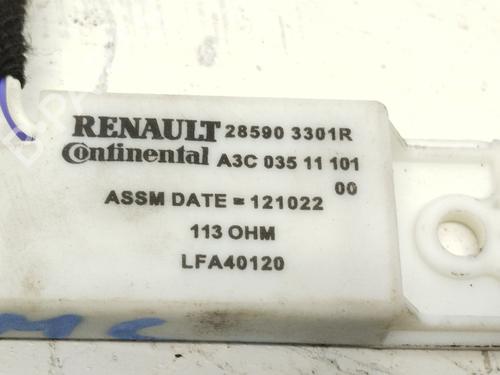 RENAULT 28590 3301R
Continental A3C 035 11 101
00
ASSM DATE = 121022
113 OHM
LFA40120